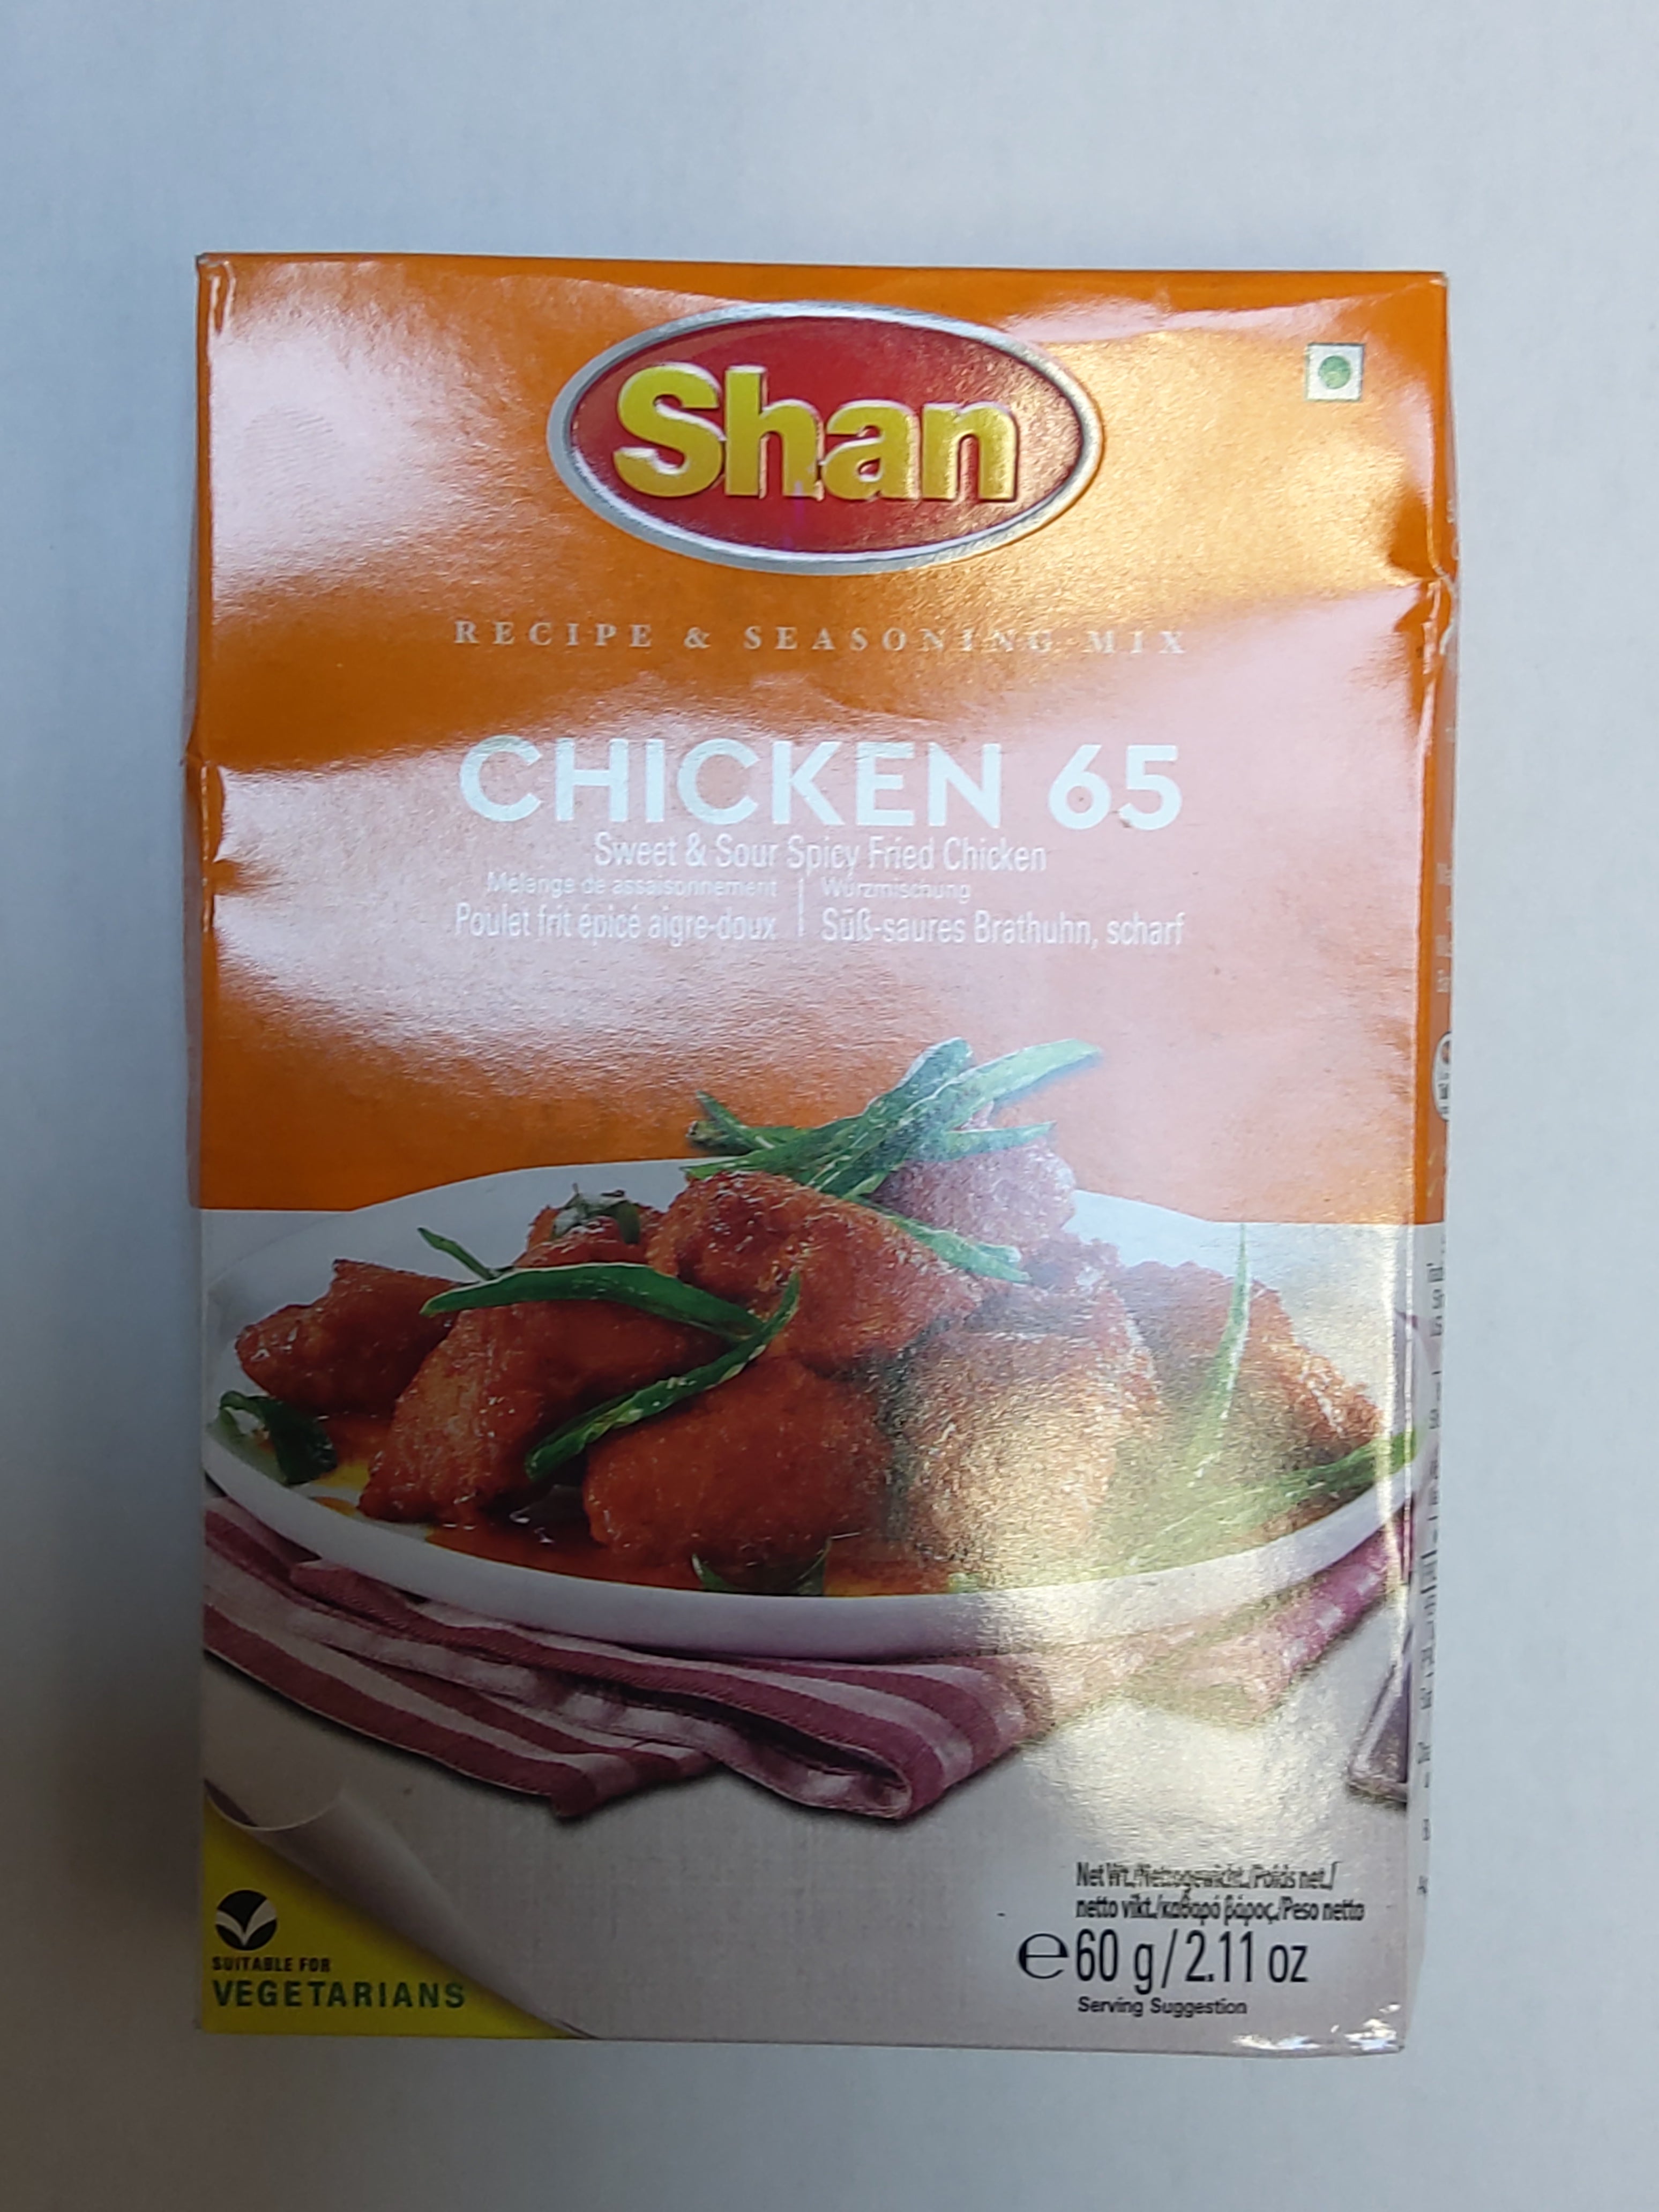 Shan
RECIPE & SEASONING MIX
CHICKEN 65
Sweet & Sour Spicy Fried Chicken
Mélange de assaisonnement
Poulet frit épicé aigre-doux
Würzmischung
Süß-saures Brathuhn, scharf
SUITABLE FOR
VEGETARIANS
Net Wt./Nettogewicht./Poids net./
netto vikt./καθαρό βάρος./Peso netto
e 60 g/2.11 oz
Serving Suggestion